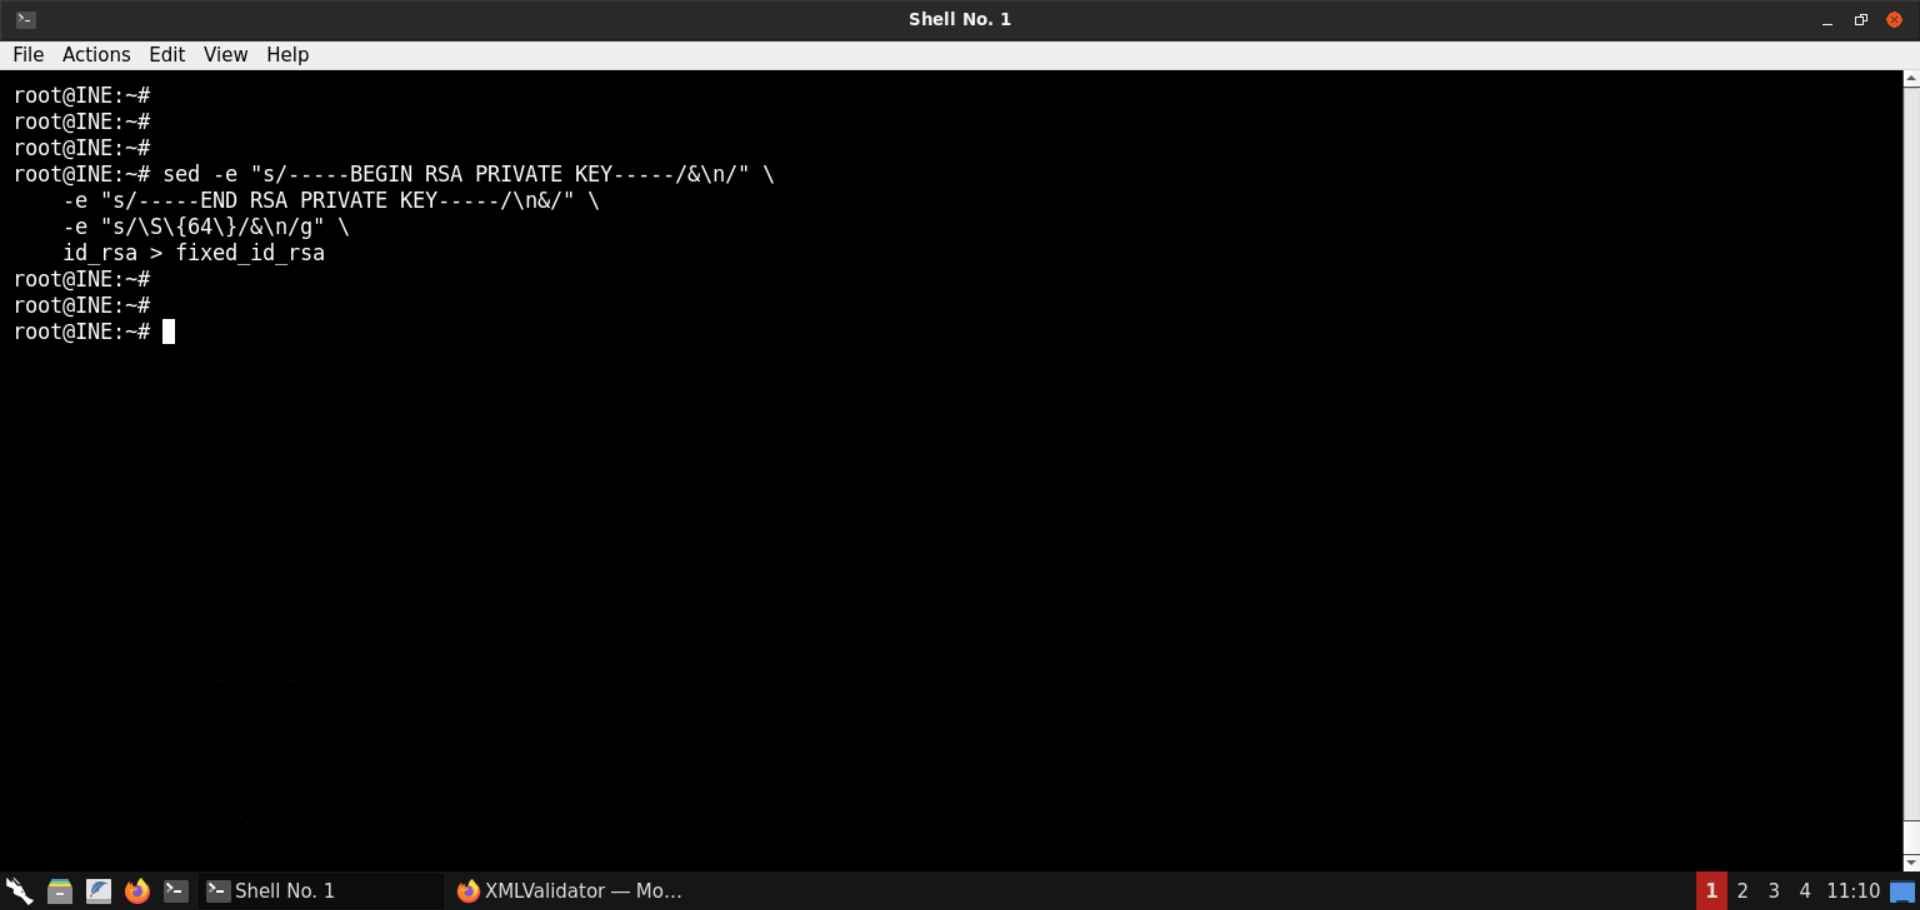 Shell No. 1
File Actions Edit View Help
root@INE:~#
root@INE:~#
root@INE:~#
root@INE:~# sed -e "s/-----BEGIN RSA PRIVATE KEY-----/&\n/" \
    -e "s/-----END RSA PRIVATE KEY-----/\n&/" \
    -e "s/\S\{64\}/&\n/g" \
    id_rsa > fixed_id_rsa
root@INE:~#
root@INE:~#
root@INE:~#
Shell No. 1 XMLValidator — Mo... 1 2 3 4 11:10